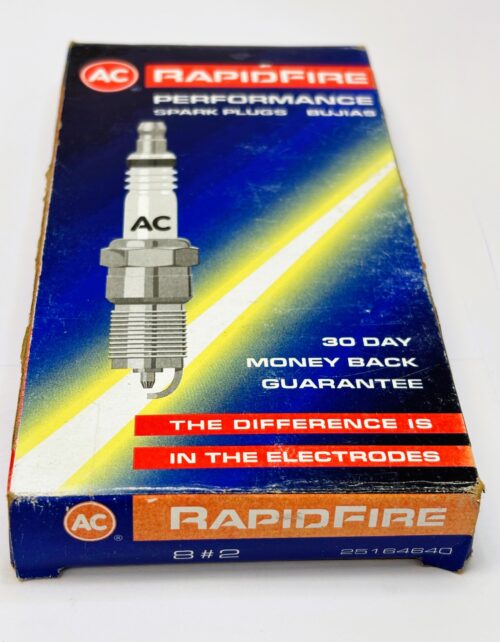 AC RAPIDFIRE
PERFORMANCE
SPARK PLUGS BUJIAS
AC
30 DAY
MONEY BACK
GUARANTEE
THE DIFFERENCE IS
IN THE ELECTRODES
AC ® RAPIDFIRE
8 #2 25164640